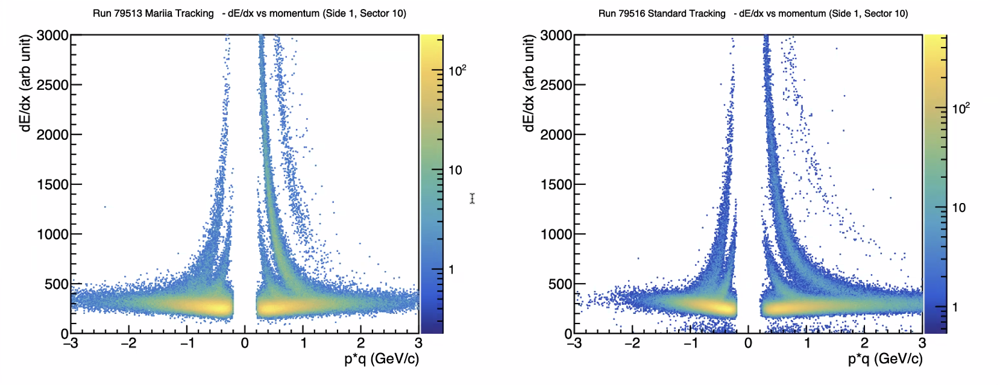 Run 79513 Mariia Tracking - dE/dx vs momentum (Side 1, Sector 10)
dE/dx (arb unit)
3000
2500
2000
1500
1000
500
0
−3 −2 −1 0 1 2 3
p*q (GeV/c)
10²
10
1
Run 79516 Standard Tracking - dE/dx vs momentum (Side 1, Sector 10)
dE/dx (arb unit)
3000
2500
2000
1500
1000
500
0
−3 −2 −1 0 1 2 3
p*q (GeV/c)
10²
10
1